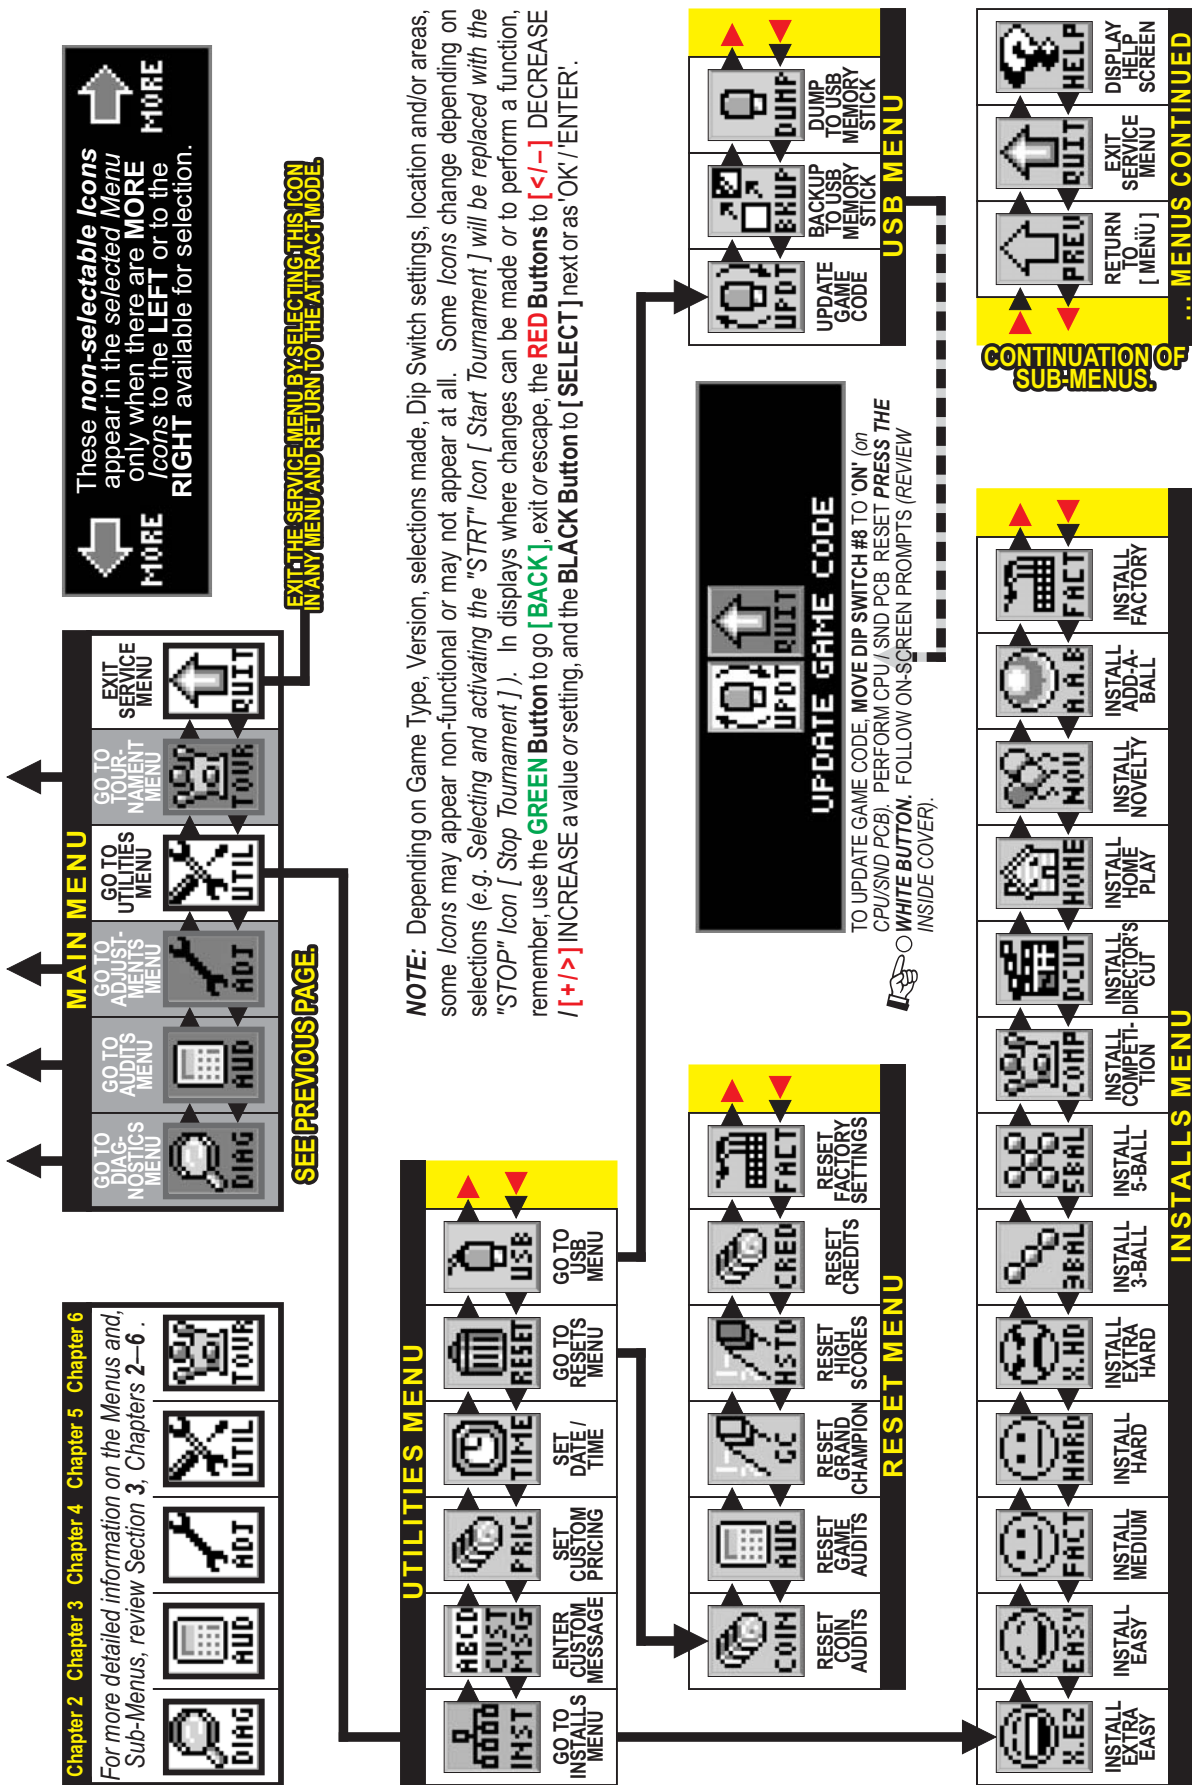 Chapter 2 Chapter 3 Chapter 4 Chapter 5 Chapter 6
For more detailed information on the Menus and,
Sub-Menus, review Section 3, Chapters 2–6 .
DIAG
AUD
ADJ
UTIL
TOUR
MAIN MENU
GO TO
DIAG-
NOSTICS
MENU
GO TO
AUDITS
MENU
GO TO
ADJUST-
MENTS
MENU
GO TO
UTILITIES
MENU
GO TO
TOUR-
NAMENT
MENU
EXIT
SERVICE
MENU
DIAG
AUD
ADJ
UTIL
TOUR
QUIT
SEE PREVIOUS PAGE.
MORE
These non-selectable Icons
appear in the selected Menu
only when there are MORE
Icons to the LEFT or to the
RIGHT available for selection.
MORE
EXIT THE SERVICE MENU BY SELECTING THIS ICON
IN ANY MENU AND RETURN TO THE ATTRACT MODE.
NOTE: Depending on Game Type, Version, selections made, Dip Switch settings, location and/or areas,
some Icons may appear non-functional or may not appear at all. Some Icons change depending on
selections (e.g. Selecting and activating the "STRT" Icon [ Start Tournament ] will be replaced with the
"STOP" Icon [ Stop Tournament ] ). In displays where changes can be made or to perform a function,
remember, use the GREEN Button to go [BACK], exit or escape, the RED Buttons to [</–] DECREASE
/ [+/>] INCREASE a value or setting, and the BLACK Button to [SELECT] next or as 'OK' / 'ENTER'.
UTILITIES MENU
INST
ABCD
CUST
MSG
PRIC
TIME
RESET
USB
GO TO
INSTALLS
MENU
ENTER
CUSTOM
MESSAGE
SET
CUSTOM
PRICING
SET
DATE /
TIME
GO TO
RESETS
MENU
GO TO
USB
MENU
COIN
AUD
GC
HSTD
CRED
FACT
RESET
COIN
AUDITS
RESET
GAME
AUDITS
RESET
GRAND
CHAMPION
RESET
HIGH
SCORES
RESET
CREDITS
RESET
FACTORY
SETTINGS
RESET MENU
UPDT
QUIT
UPDATE GAME CODE
TO UPDATE GAME CODE, MOVE DIP SWITCH #8 TO 'ON' (on
CPU/SND PCB). PERFORM CPU / SND PCB RESET PRESS THE
WHITE BUTTON. FOLLOW ON-SCREEN PROMPTS (REVIEW
INSIDE COVER).
UPDT
BKUP
DUMP
UPDATE
GAME
CODE
BACKUP
TO USB
MEMORY
STICK
DUMP
TO USB
MEMORY
STICK
USB MENU
X.EZ
EASY
FACT
HARD
X.HD
3BAL
5BAL
COMP
DCUT
HOME
NOV
A.A.B
FACT
INSTALL
EXTRA
EASY
INSTALL
EASY
INSTALL
MEDIUM
INSTALL
HARD
INSTALL
EXTRA
HARD
INSTALL
3-BALL
INSTALL
5-BALL
INSTALL
COMPETI-
TION
INSTALL
DIRECTOR'S
CUT
INSTALL
HOME
PLAY
INSTALL
NOVELTY
INSTALL
ADD-A-
BALL
INSTALL
FACTORY
INSTALLS MENU
CONTINUATION OF
SUB-MENUS.
PREV
QUIT
HELP
RETURN
TO ...
[ MENU ]
EXIT
SERVICE
MENU
DISPLAY
HELP
SCREEN
... MENUS CONTINUED